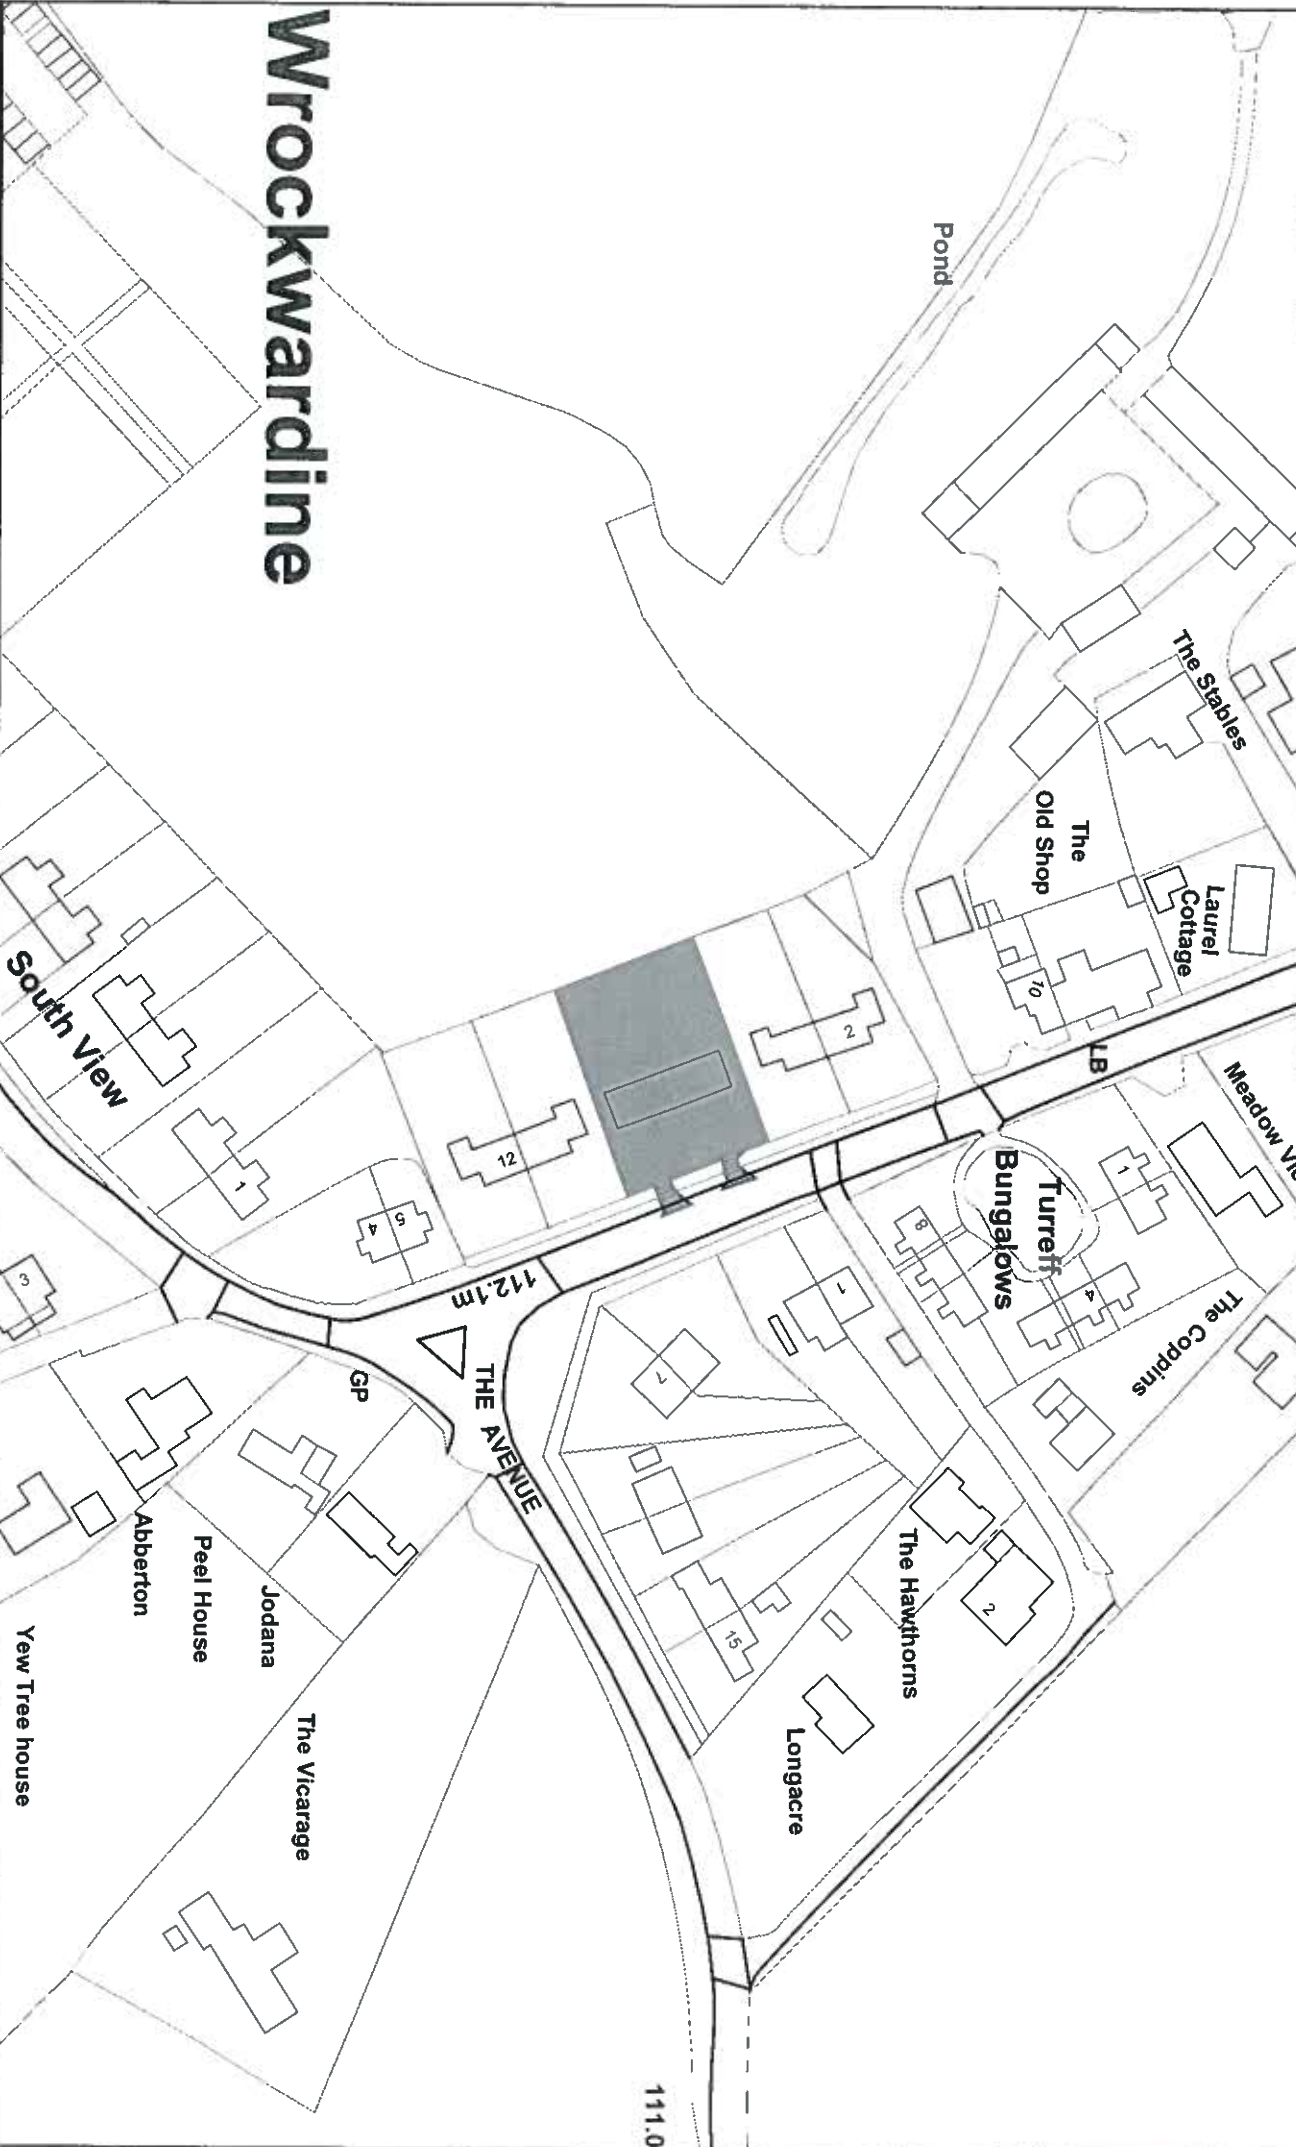 Wrockwardine
Pond
The Stables
The
Old Shop
Laurel
Cottage
10
LB
2
12
South View
1
5
4
3
112.1m
THE AVENUE
GP
Turreff
Bungalows
1
8
4
The Coppins
1
7
15
The Hawthorns
2
Longacre
Abberton
Peel House
Jodana
The Vicarage
Yew Tree house
111.0
Meadow